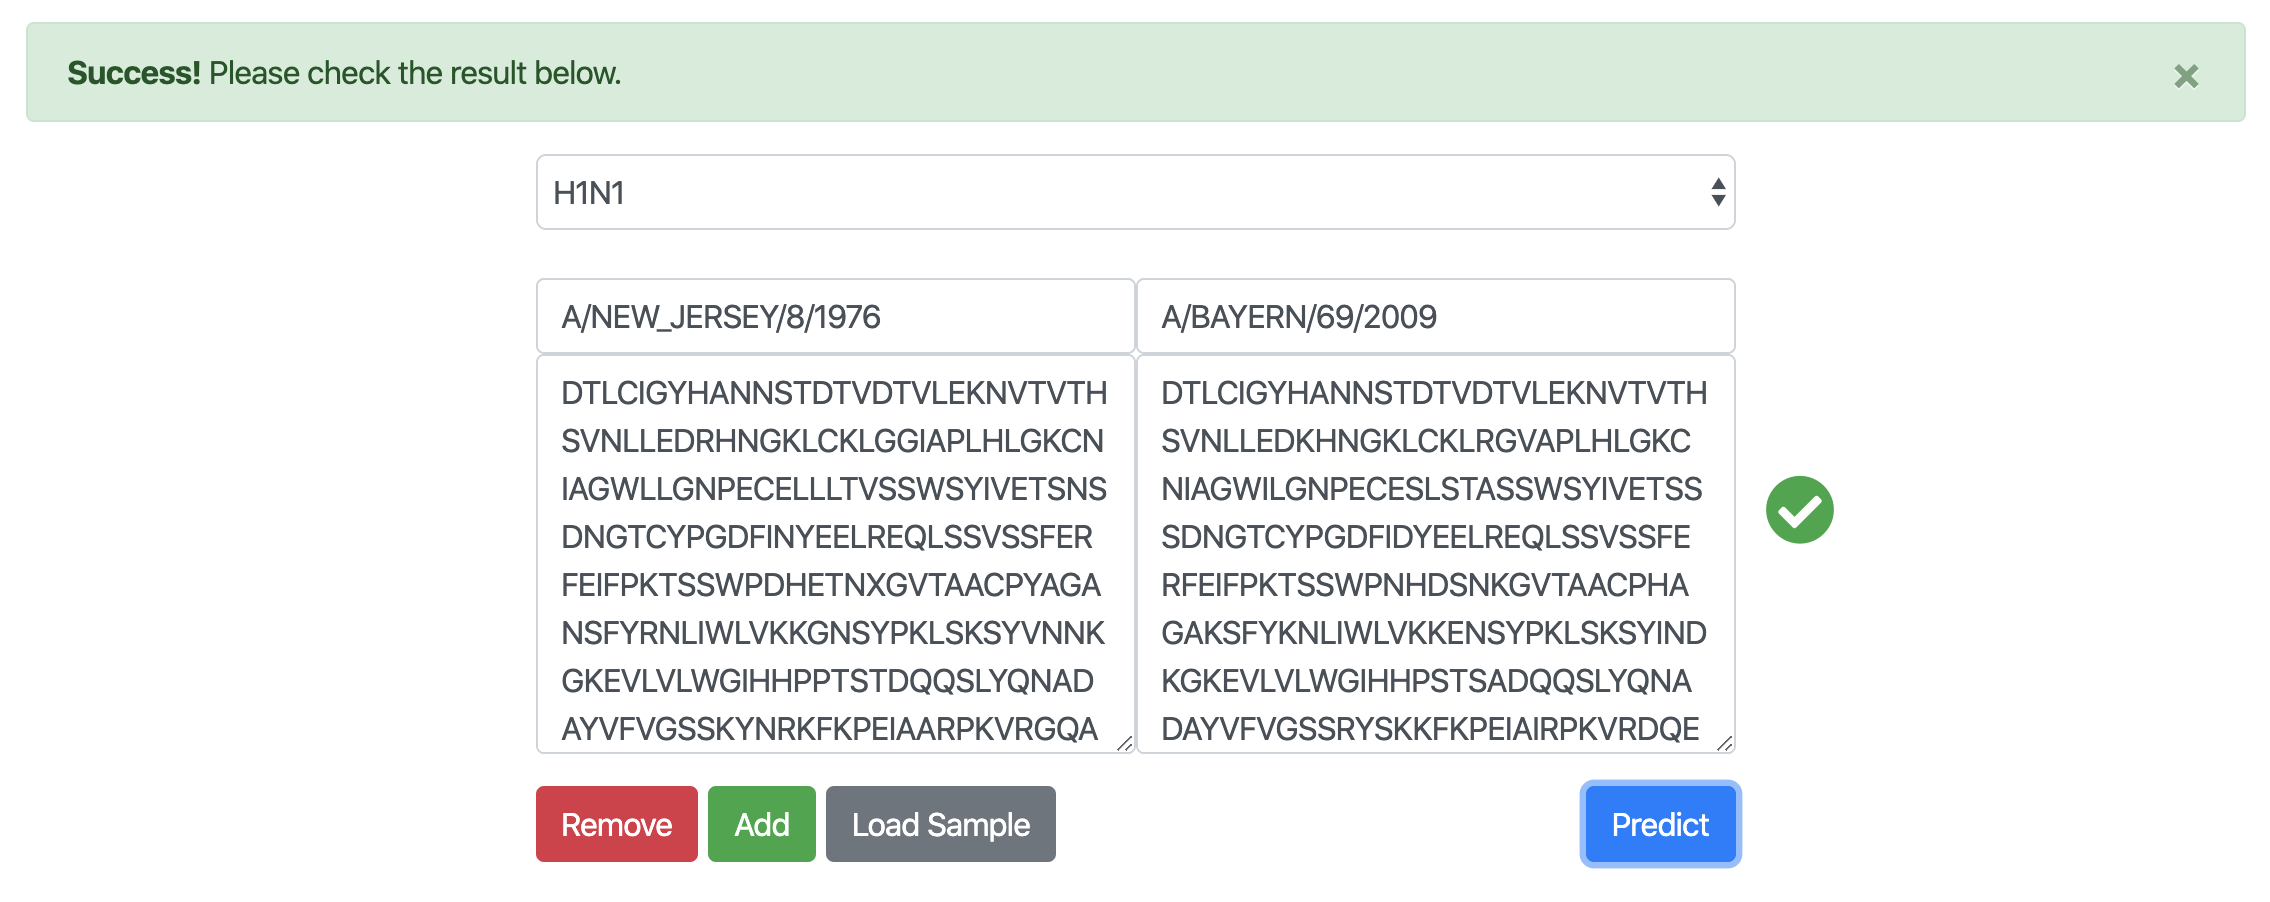 Success! Please check the result below.
H1N1
A/NEW_JERSEY/8/1976
DTLCIGYHANNSTDTVDTVLEKNVTVTH
SVNLLEDRHNGKLCKLGGIAPLHLGKCN
IAGWLLGNPECELLLTVSSWSYIVETSNS
DNGTCYPGDFINYEELREQLSSVSSFER
FEIFPKTSSWPDHETNXGVTAACPYAGA
NSFYRNLIWLVKKGNSYPKLSKSYVNNK
GKEVLVLWGIHHPPTSTDQQSLYQNAD
AYVFVGSSKYNRKFKPEIAARPKVRGQA
A/BAYERN/69/2009
DTLCIGYHANNSTDTVDTVLEKNVTVTH
SVNLLEDKHNGKLCKLRGVAPLHLGKC
NIAGWILGNPECESLSTASSWSYIVETSS
SDNGTCYPGDFIDYEELREQLSSVSSFE
RFEIFPKTSSWPNHDSNKGVTAACPHA
GAKSFYKNLIWLVKKENSYPKLSKSYIND
KGKEVLVLWGIHHPSTSADQQSLYQNA
DAYVFVGSSRYSKKFKPEIAIRPKVRDQE
Remove
Add
Load Sample
Predict